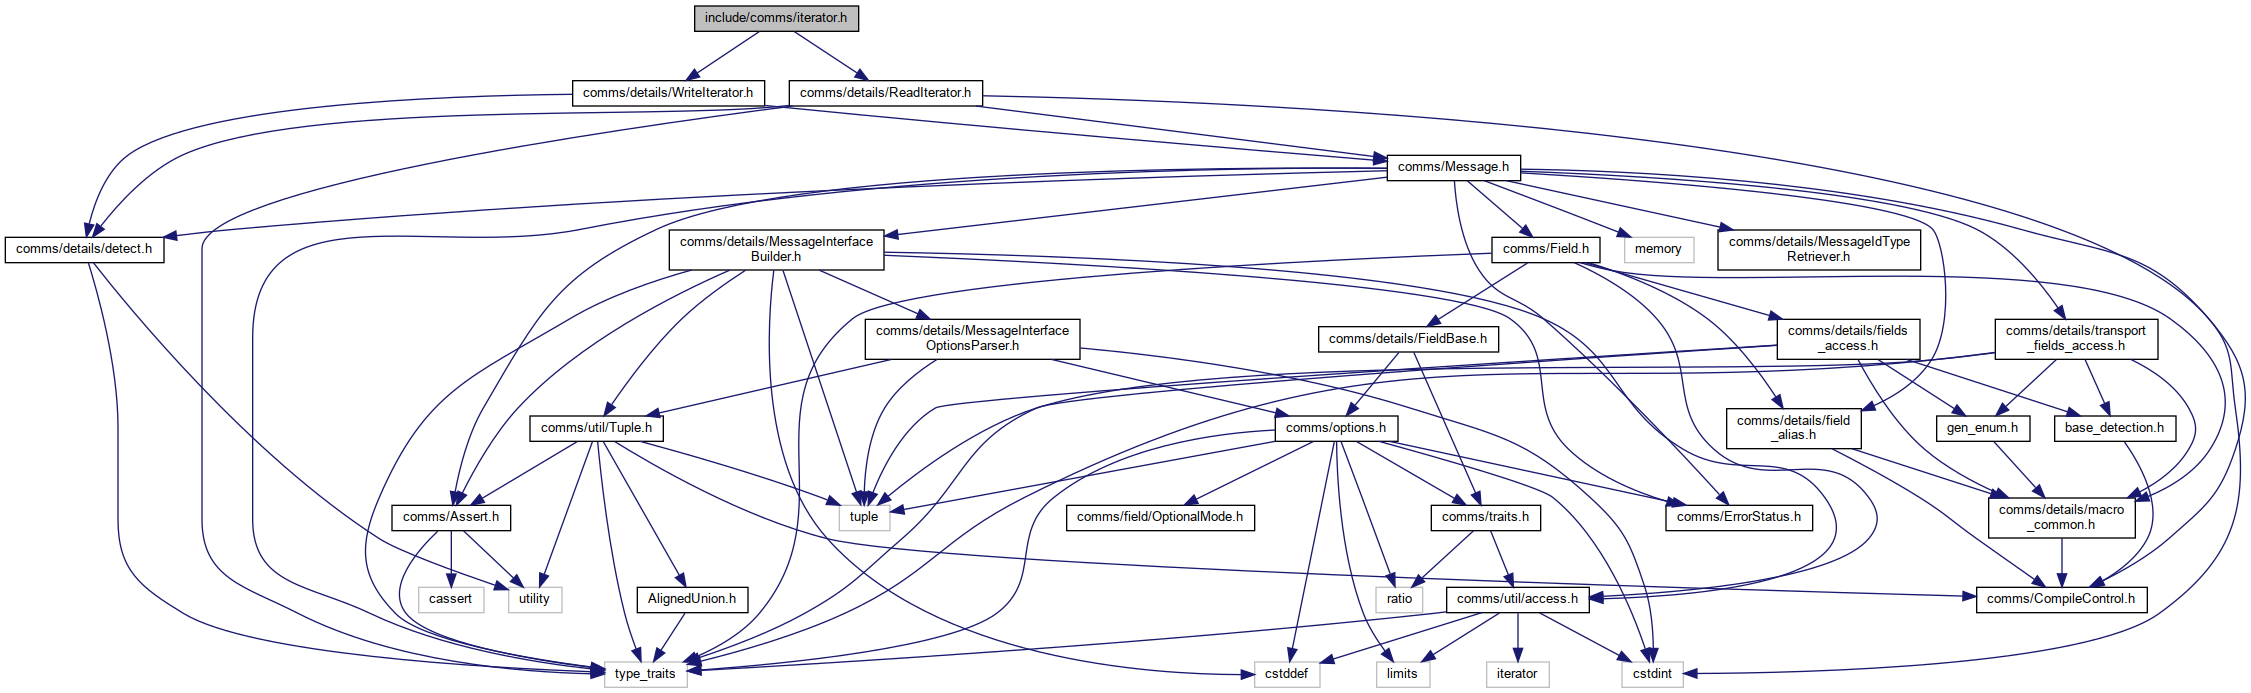 include/comms/iterator.h
comms/details/WriteIterator.h
comms/details/ReadIterator.h
comms/Message.h
comms/details/detect.h
comms/details/MessageInterface
Builder.h
comms/Field.h
memory
comms/details/MessageIdType
Retriever.h
comms/details/MessageInterface
OptionsParser.h
comms/details/FieldBase.h
comms/details/fields
_access.h
comms/details/transport
_fields_access.h
comms/util/Tuple.h
comms/options.h
comms/details/field
_alias.h
gen_enum.h
base_detection.h
comms/Assert.h
tuple
comms/field/OptionalMode.h
comms/traits.h
comms/ErrorStatus.h
comms/details/macro
_common.h
cassert
utility
AlignedUnion.h
ratio
comms/util/access.h
comms/CompileControl.h
type_traits
cstddef
limits
iterator
cstdint